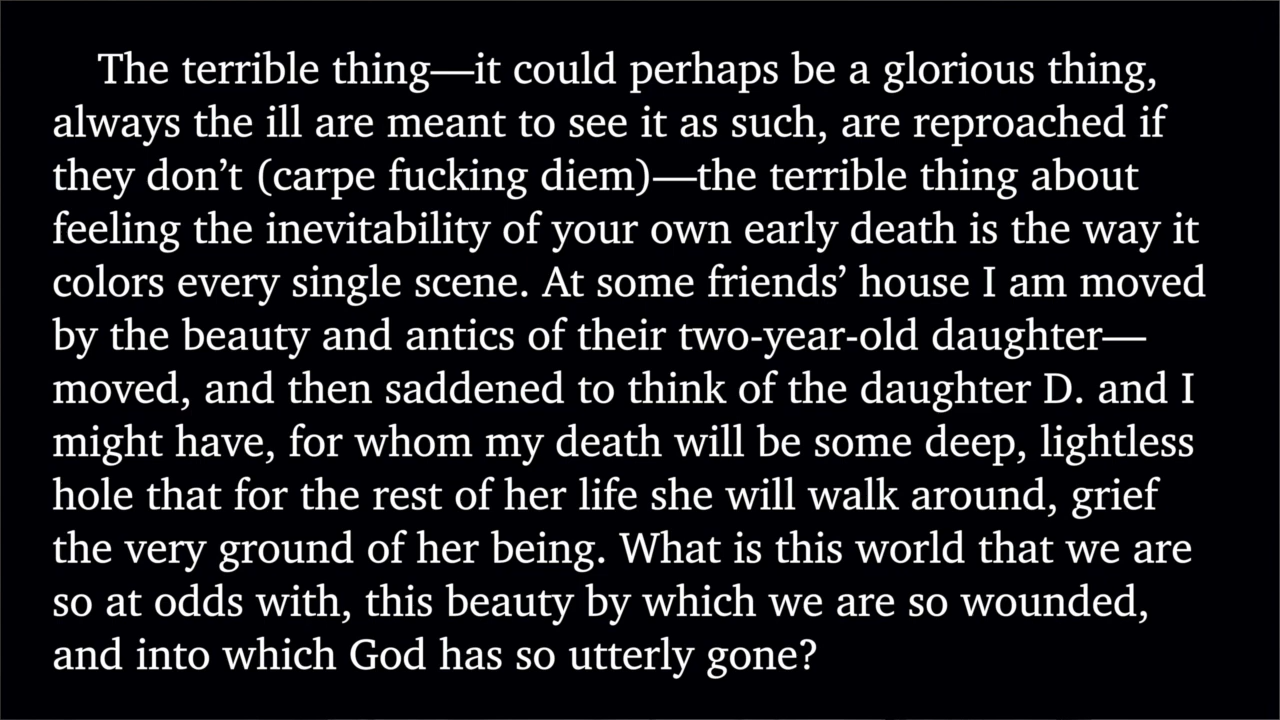 The terrible thing—it could perhaps be a glorious thing,
always the ill are meant to see it as such, are reproached if
they don’t (carpe fucking diem)—the terrible thing about
feeling the inevitability of your own early death is the way it
colors every single scene. At some friends’ house I am moved
by the beauty and antics of their two-year-old daughter—
moved, and then saddened to think of the daughter D. and I
might have, for whom my death will be some deep, lightless
hole that for the rest of her life she will walk around, grief
the very ground of her being. What is this world that we are
so at odds with, this beauty by which we are so wounded,
and into which God has so utterly gone?